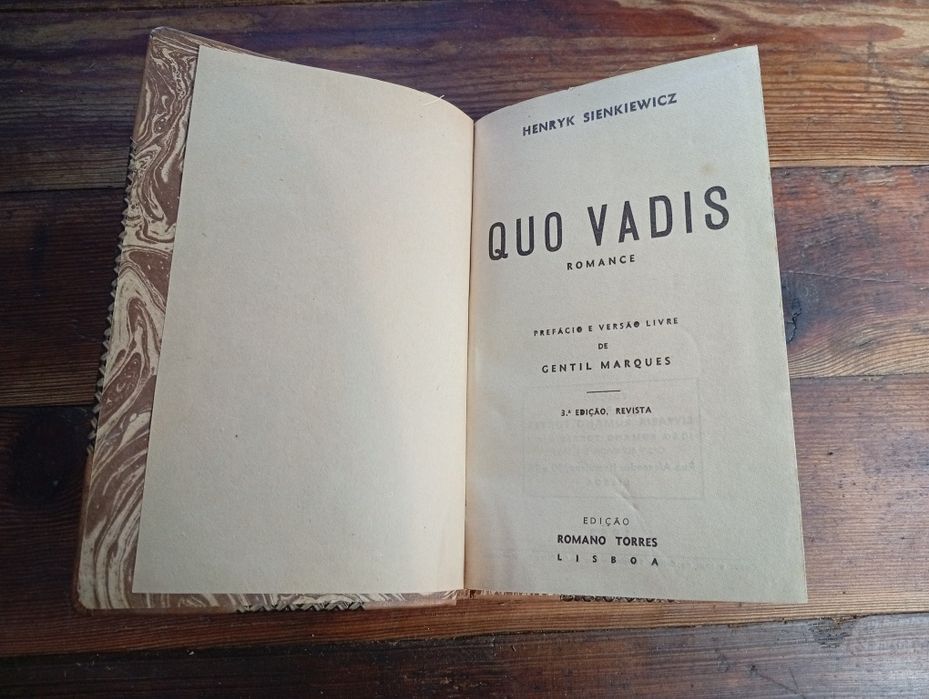 HENRYK SIENKIEWICZ
QUO VADIS
ROMANCE
PREFÁCIO E VERSÃO LIVRE
DE
GENTIL MARQUES
3.ª EDIÇÃO, REVISTA
EDIÇÃO
ROMANO TORRES
LISBOA